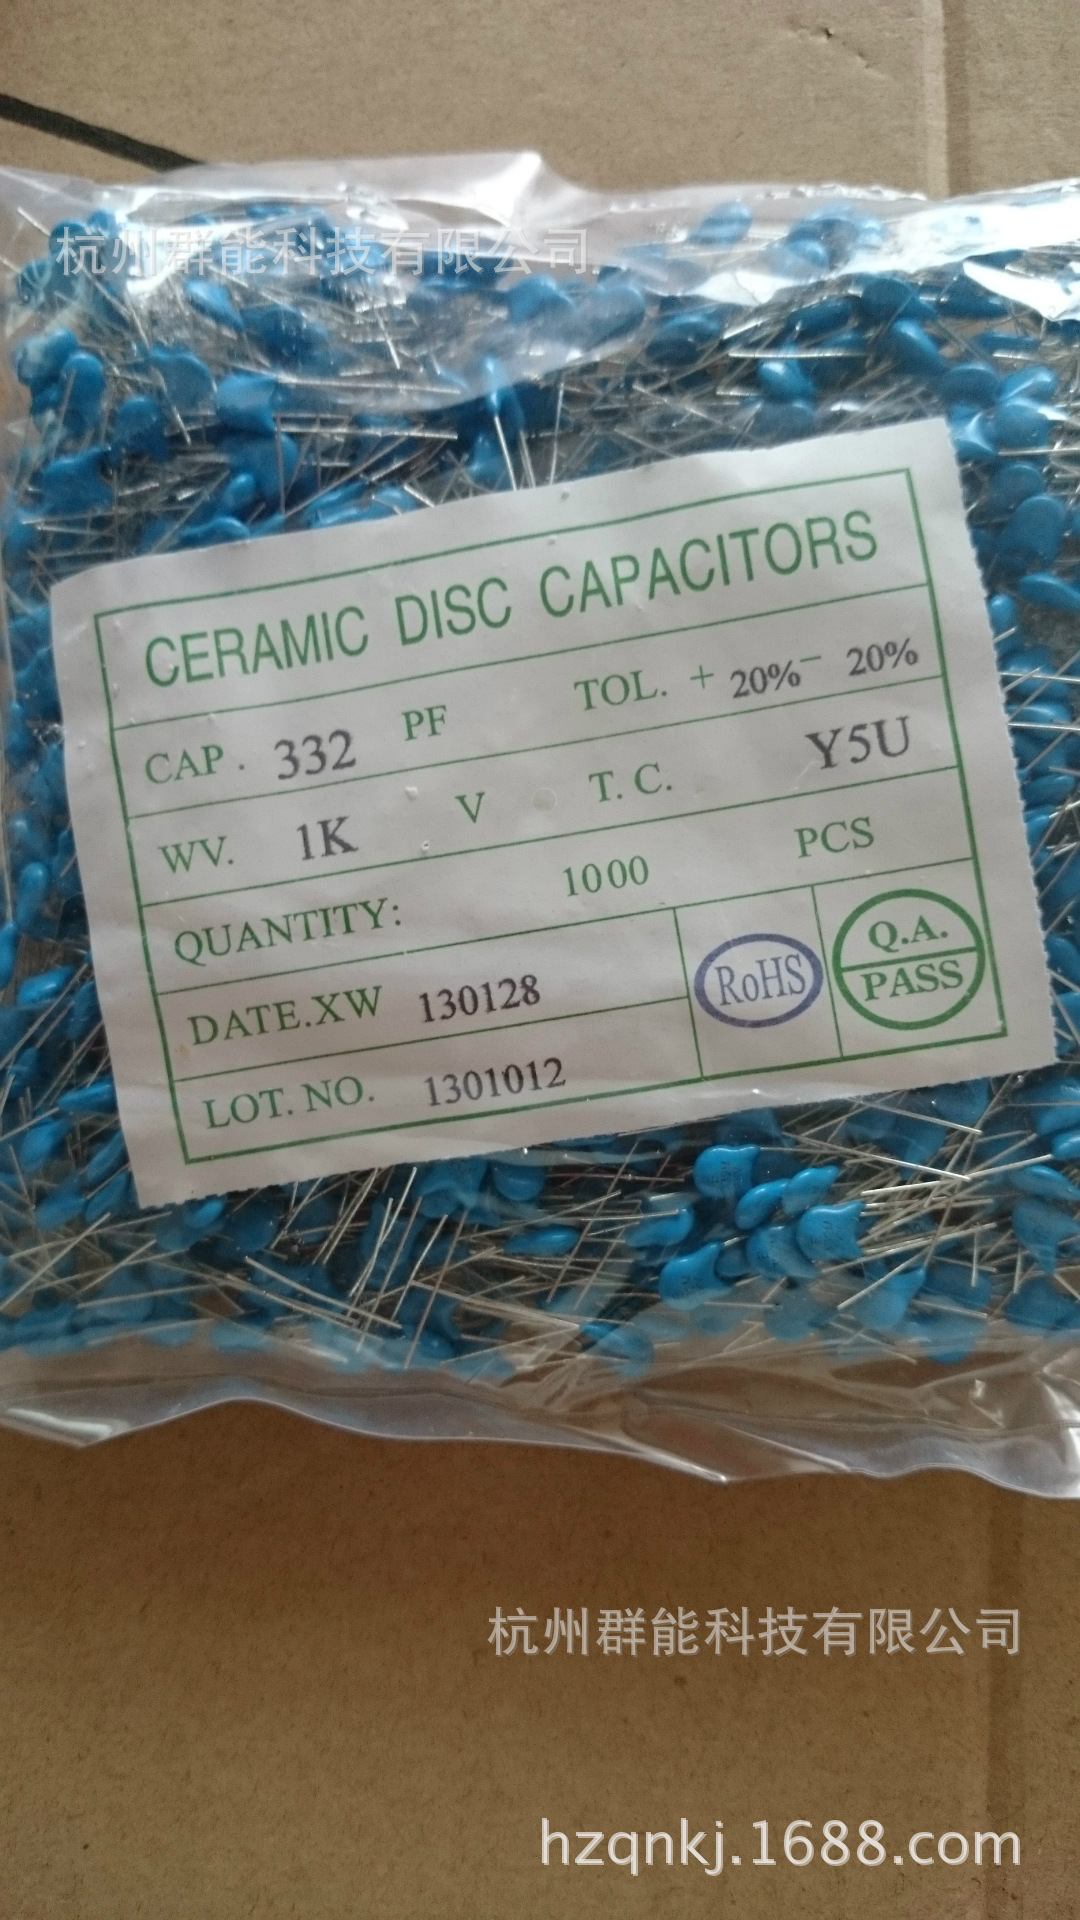 杭州群能科技有限公司
CERAMIC DISC CAPACITORS
CAP. 332 PF TOL. + 20% - 20%
WV. 1K V T.C. Y5U
QUANTITY: 1000 PCS
DATE.XW 130128
LOT. NO. 1301012
RoHS
Q.A.
PASS
杭州群能科技有限公司
hzqnkj.1688.com